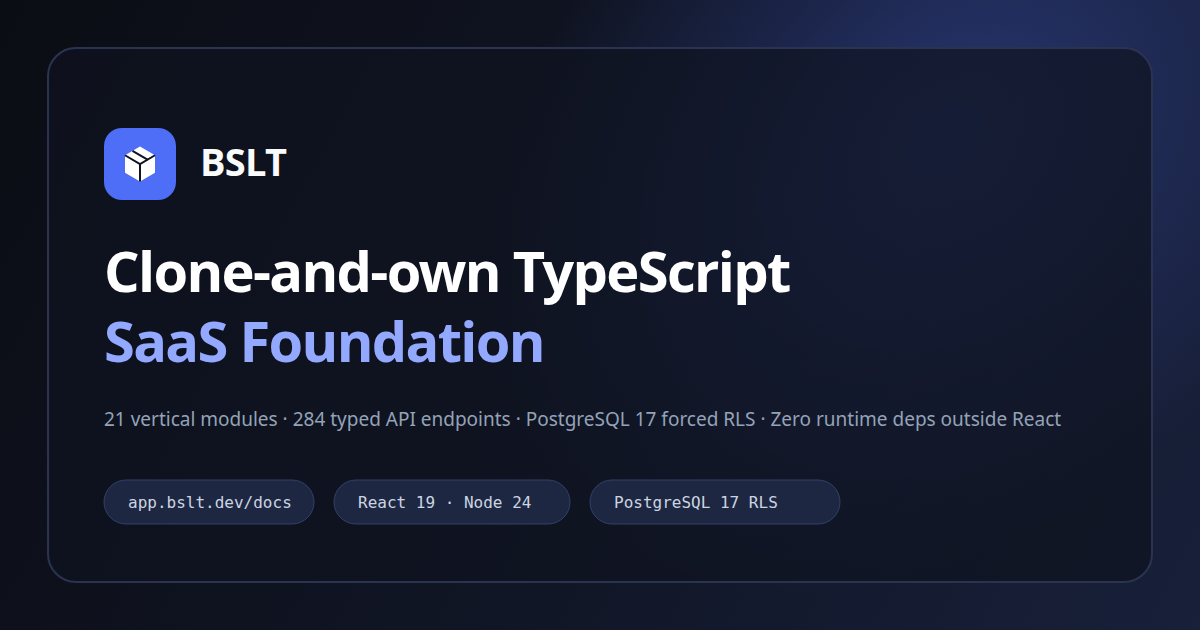 BSLT
Clone-and-own TypeScript
SaaS Foundation
21 vertical modules · 284 typed API endpoints · PostgreSQL 17 forced RLS · Zero runtime deps outside React
app.bslt.dev/docs
React 19 · Node 24
PostgreSQL 17 RLS